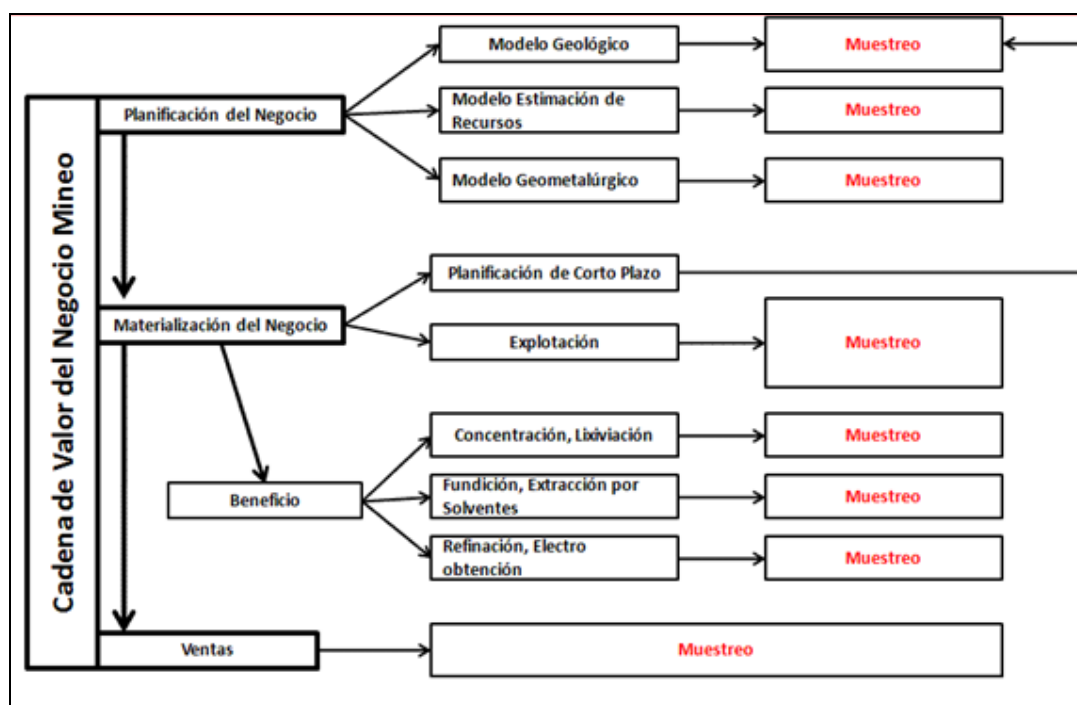 Cadena de Valor del Negocio Mineo
Modelo Geológico
Muestreo
Planificación del Negocio
Modelo Estimación de
Recursos
Muestreo
Modelo Geometalúrgico
Muestreo
Planificación de Corto Plazo
Materialización del Negocio
Explotación
Muestreo
Concentración, Lixiviación
Muestreo
Beneficio
Fundición, Extracción por
Solventes
Muestreo
Refinación, Electro
obtención
Muestreo
Ventas
Muestreo